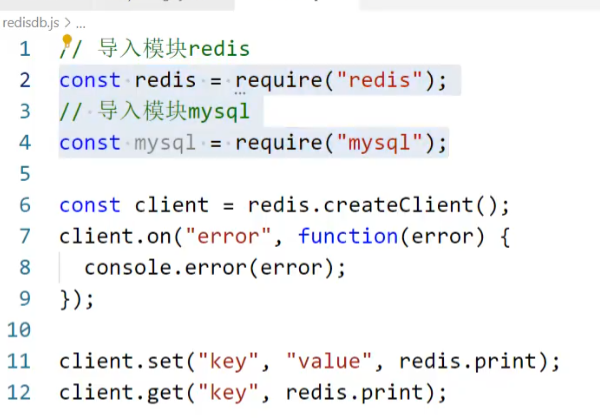 redisdb.js > ...
1 // 导入模块redis
2 const redis = require("redis");
3 // 导入模块mysql
4 const mysql = require("mysql");
5
6 const client = redis.createClient();
7 client.on("error", function(error) {
8   console.error(error);
9 });
10
11 client.set("key", "value", redis.print);
12 client.get("key", redis.print);